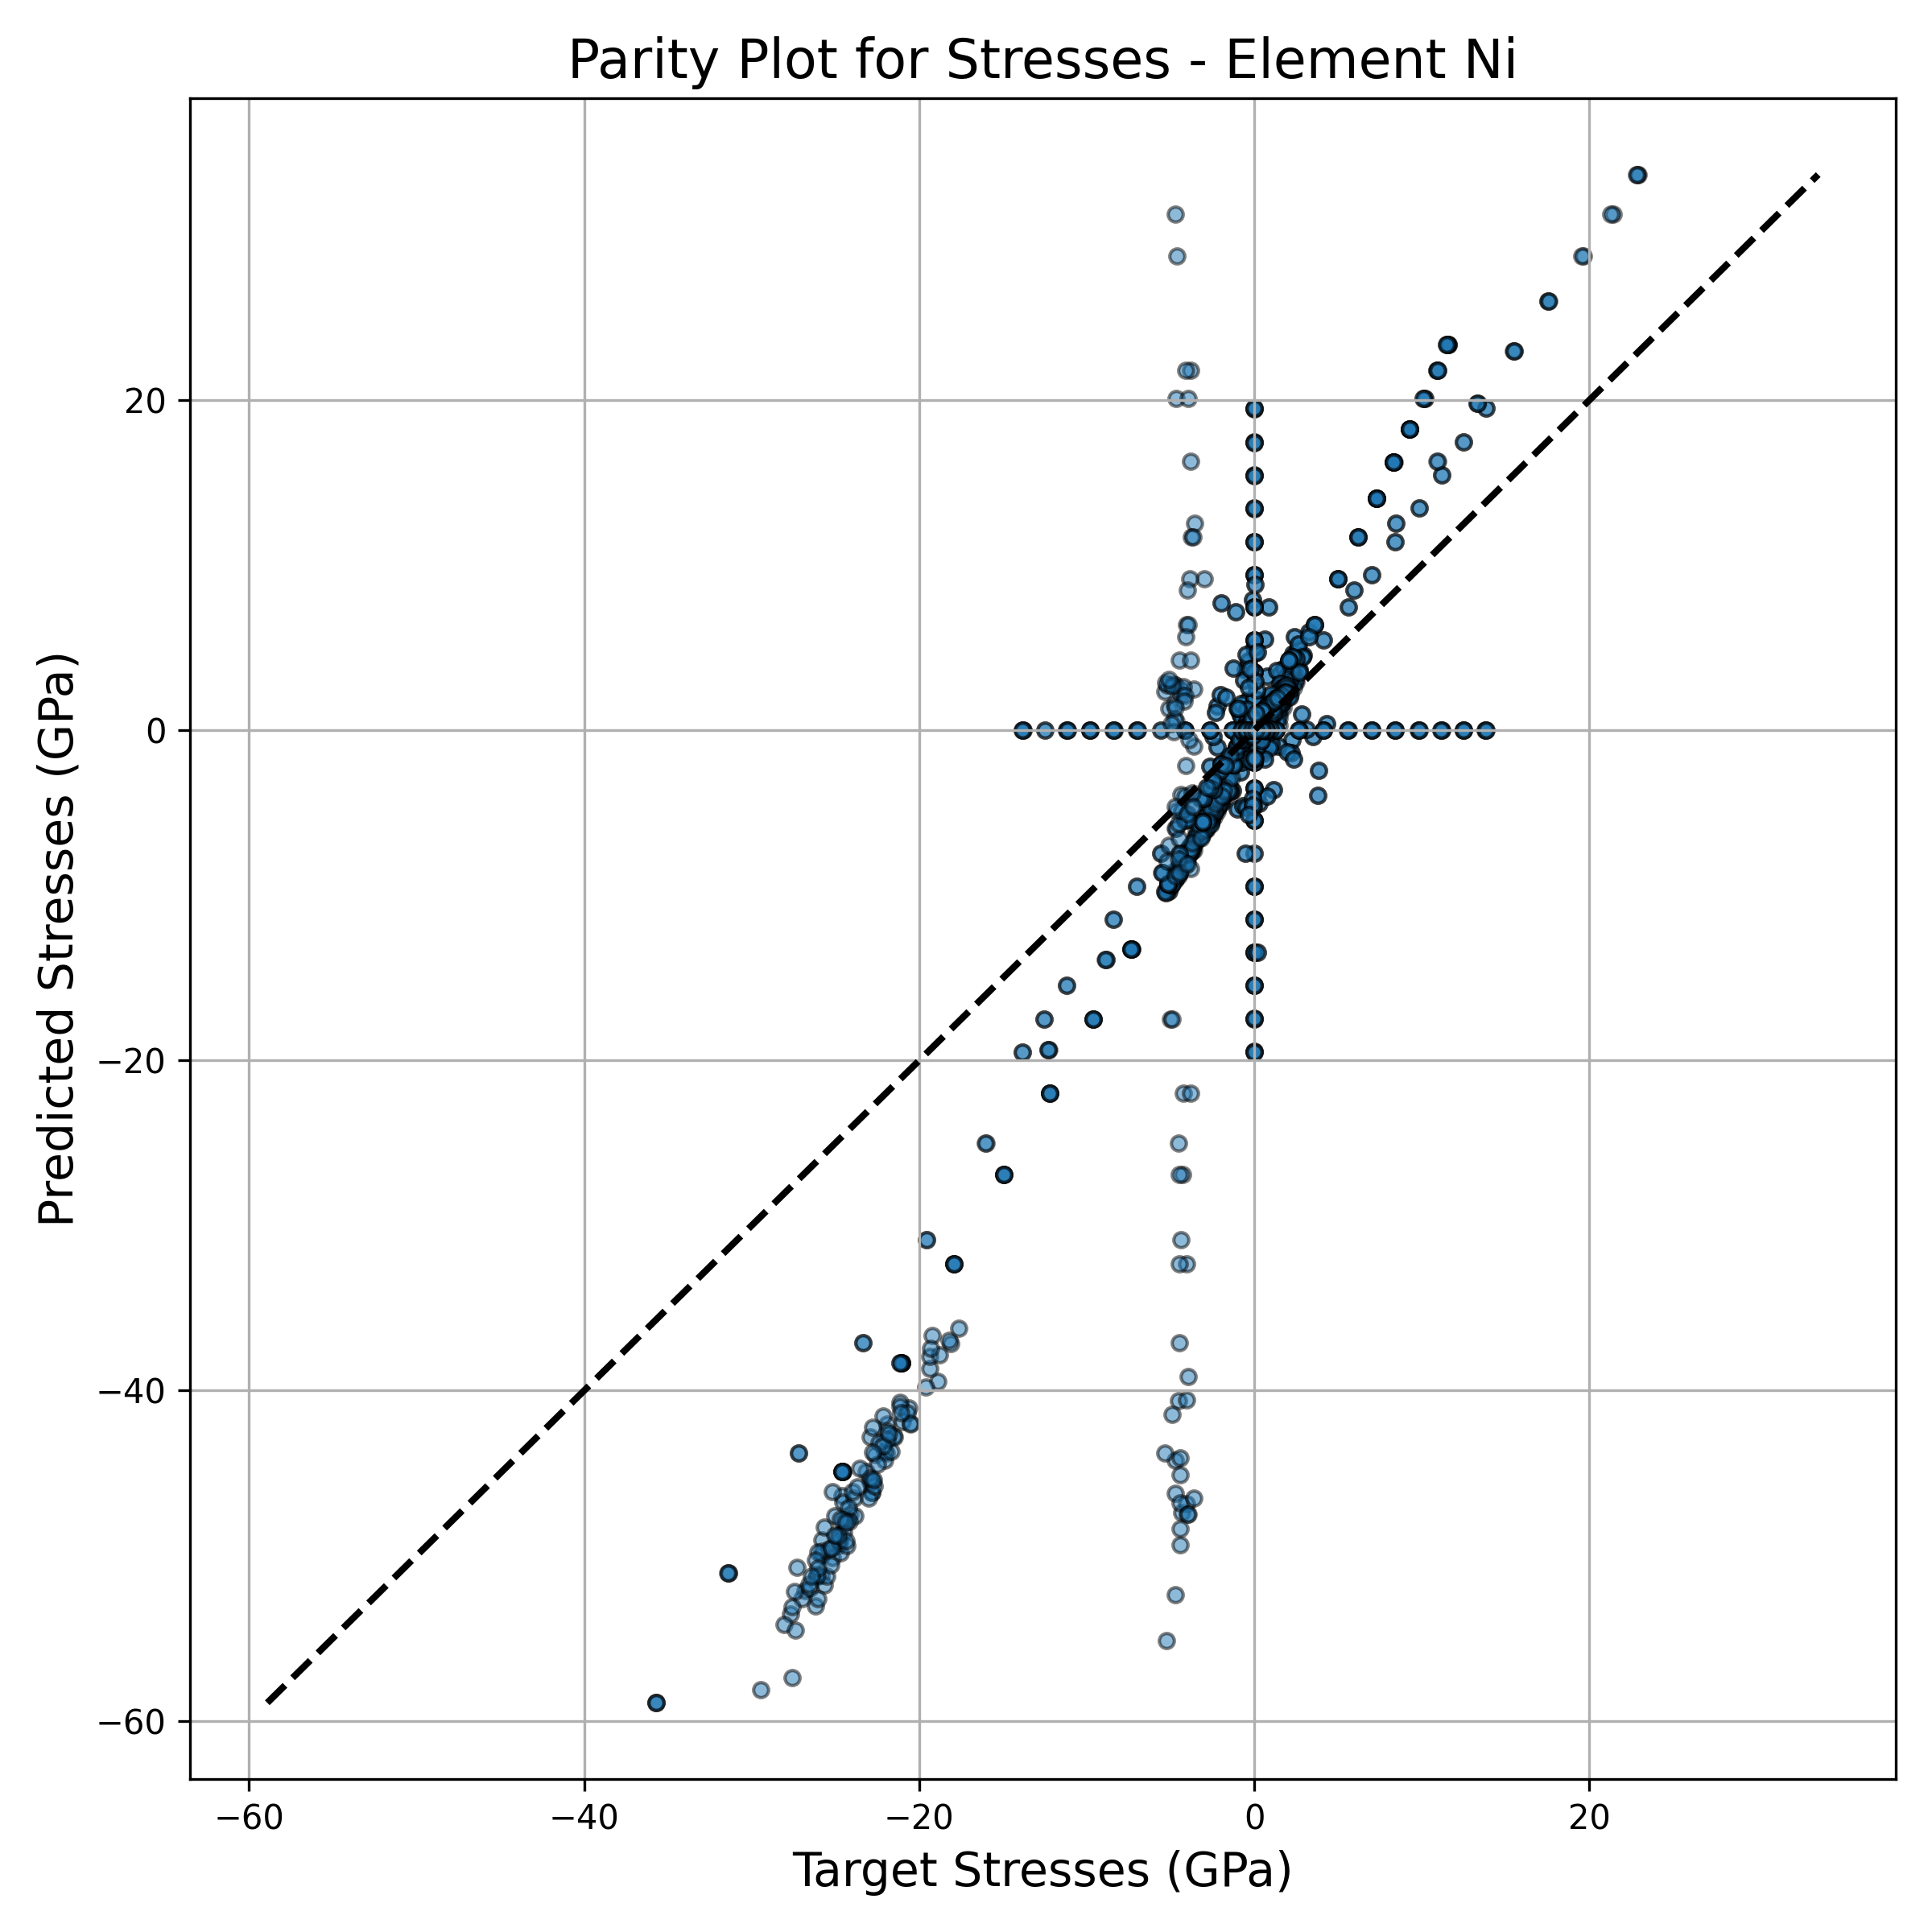 Parity Plot for Stresses - Element Ni
Predicted Stresses (GPa)
20
0
−20
−40
−60
−60 −40 −20 0 20
Target Stresses (GPa)